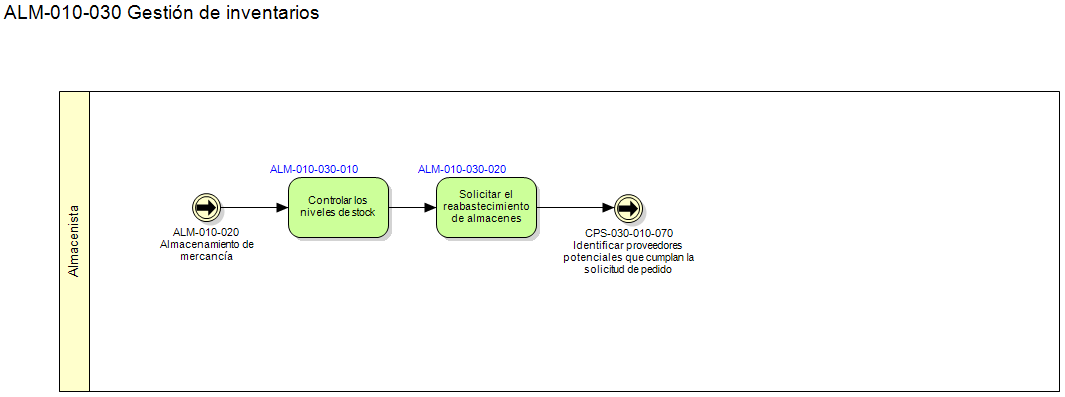 ALM-010-030 Gestión de inventarios
Almacenista
ALM-010-020
Almacenamiento de
mercancía
ALM-010-030-010
Controlar los
niveles de stock
ALM-010-030-020
Solicitar el
reabastecimiento
de almacenes
CPS-030-010-070
Identificar proveedores
potenciales que cumplan la
solicitud de pedido